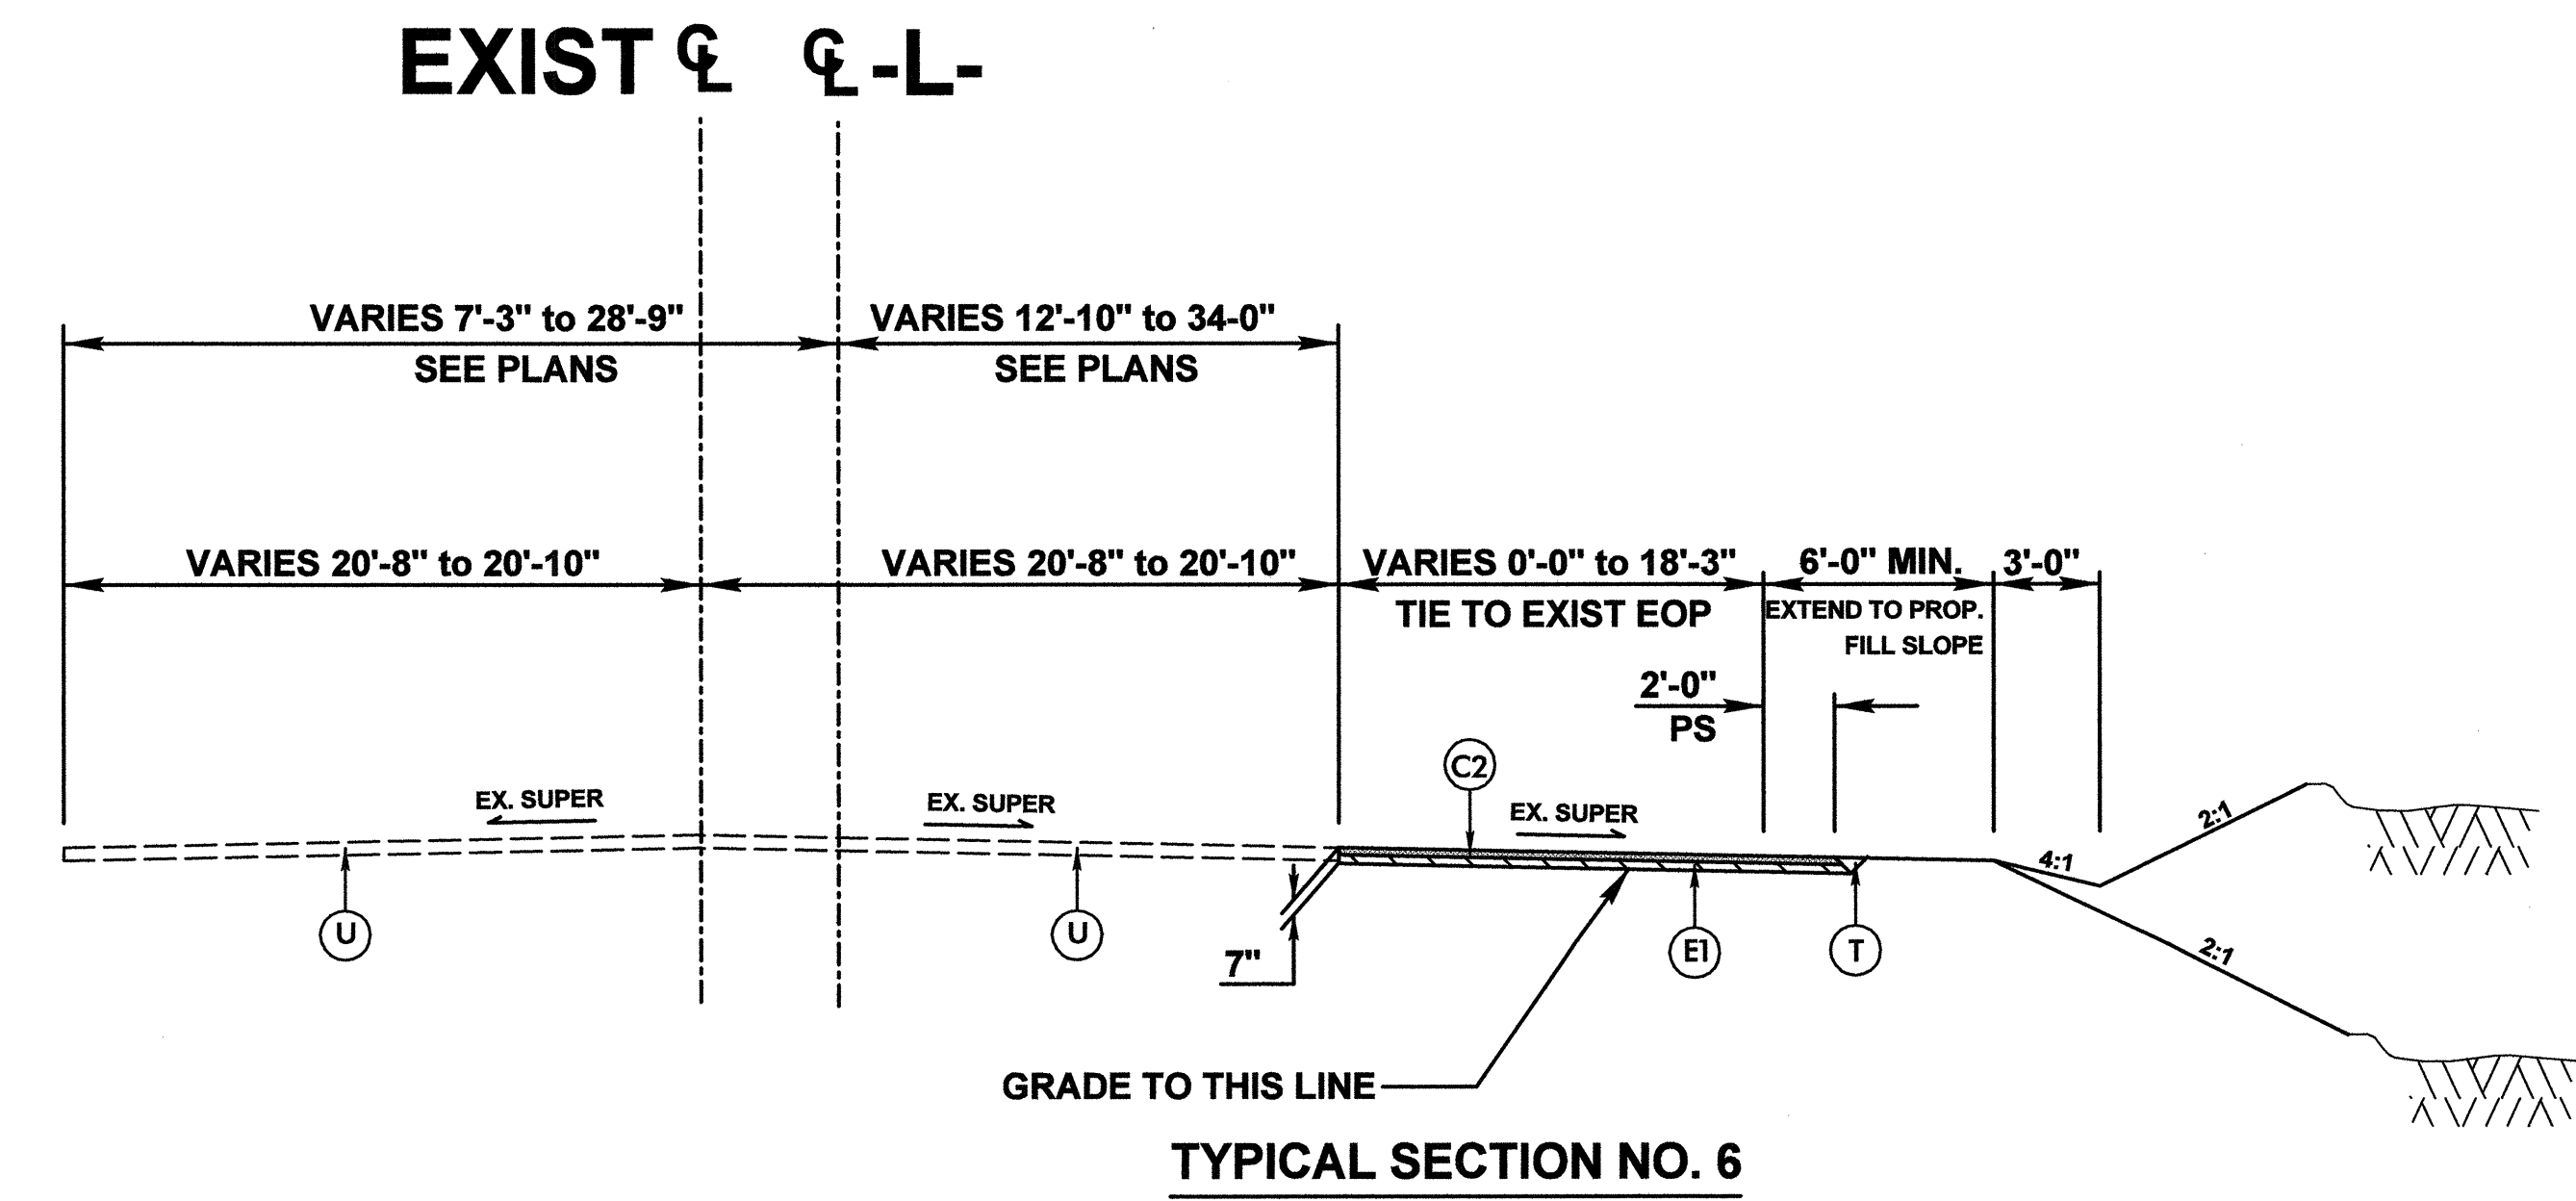 EXIST ℄ ℄ -L-
VARIES 7'-3" to 28'-9"
SEE PLANS
VARIES 12'-10" to 34-0"
SEE PLANS
VARIES 20'-8" to 20'-10"
VARIES 20'-8" to 20'-10"
VARIES 0'-0" to 18'-3"
TIE TO EXIST EOP
6'-0" MIN.
EXTEND TO PROP.
FILL SLOPE
3'-0"
2'-0"
PS
C2
EX. SUPER
EX. SUPER
EX. SUPER
2:1
4:1
2:1
U
U
7"
E1
T
GRADE TO THIS LINE
TYPICAL SECTION NO. 6